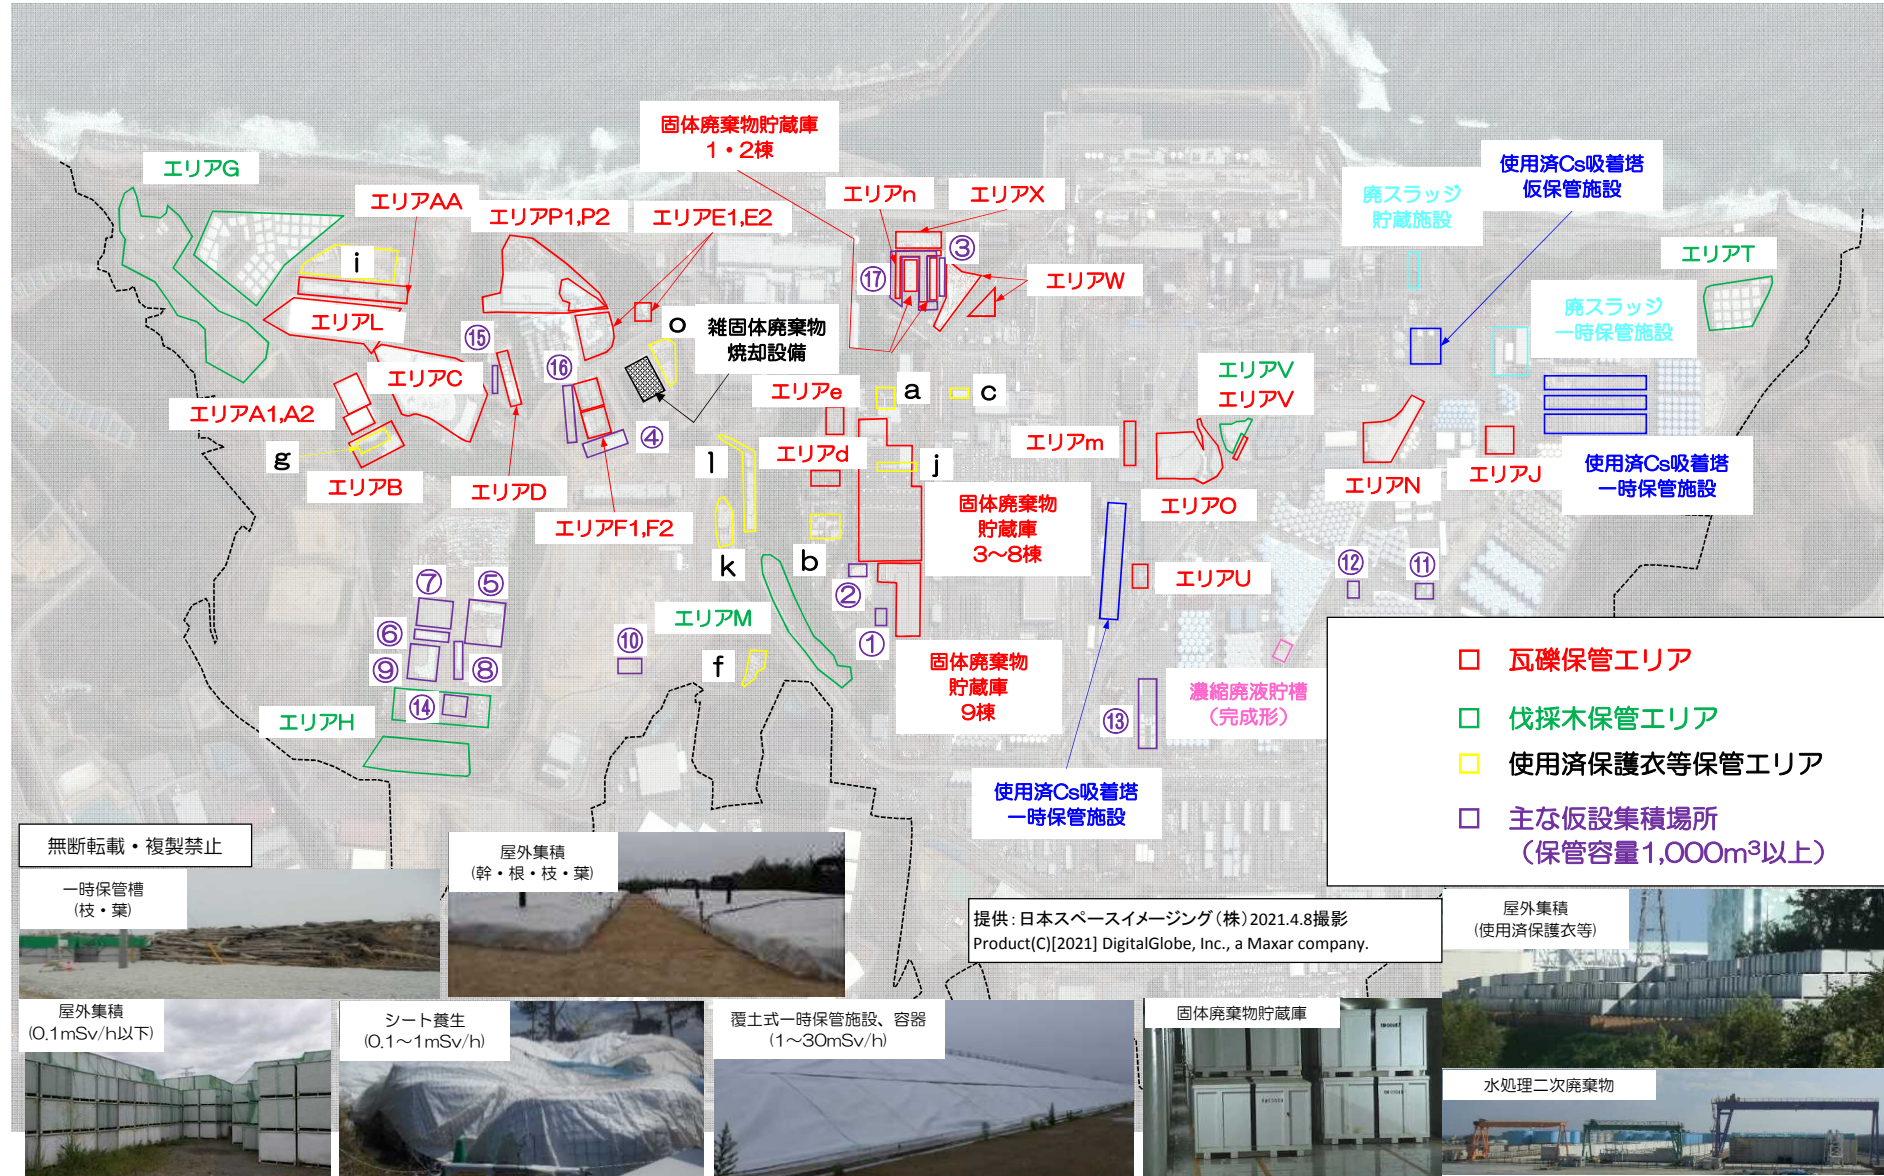 固体廃棄物貯蔵庫
1・2棟
エリアG
エリアAA
エリアP1,P2
エリアE1,E2
エリアn
エリアX
③
⑰
エリアW
使用済Cs吸着塔
仮保管施設
廃スラッジ
貯蔵施設
エリアT
廃スラッジ
一時保管施設
i
エリアL
⑮
o
雑固体廃棄物
焼却設備
⑯
エリアC
エリアA1,A2
エリアe
a
c
エリアV
エリアV
g
エリアB
エリアD
④
エリアF1,F2
l
エリアd
j
エリアm
エリアO
エリアN
エリアJ
使用済Cs吸着塔
一時保管施設
固体廃棄物
貯蔵庫
3～8棟
k
b
②
エリアU
⑫
⑪
⑦
⑤
⑥
⑨
⑧
⑭
エリアH
エリアM
⑩
f
①
固体廃棄物
貯蔵庫
9棟
⑬
濃縮廃液貯槽
（完成形）
使用済Cs吸着塔
一時保管施設
瓦礫保管エリア
伐採木保管エリア
使用済保護衣等保管エリア
主な仮設集積場所
（保管容量1,000m³以上）
無断転載・複製禁止
一時保管槽
（枝・葉）
屋外集積
（幹・根・枝・葉）
提供：日本スペースイメージング（株）2021.4.8撮影
Product(C)[2021] DigitalGlobe, Inc., a Maxar company.
屋外集積
（使用済保護衣等）
屋外集積
（0.1mSv/h以下）
シート養生
（0.1～1mSv/h）
覆土式一時保管施設、容器
（1～30mSv/h）
固体廃棄物貯蔵庫
水処理二次廃棄物